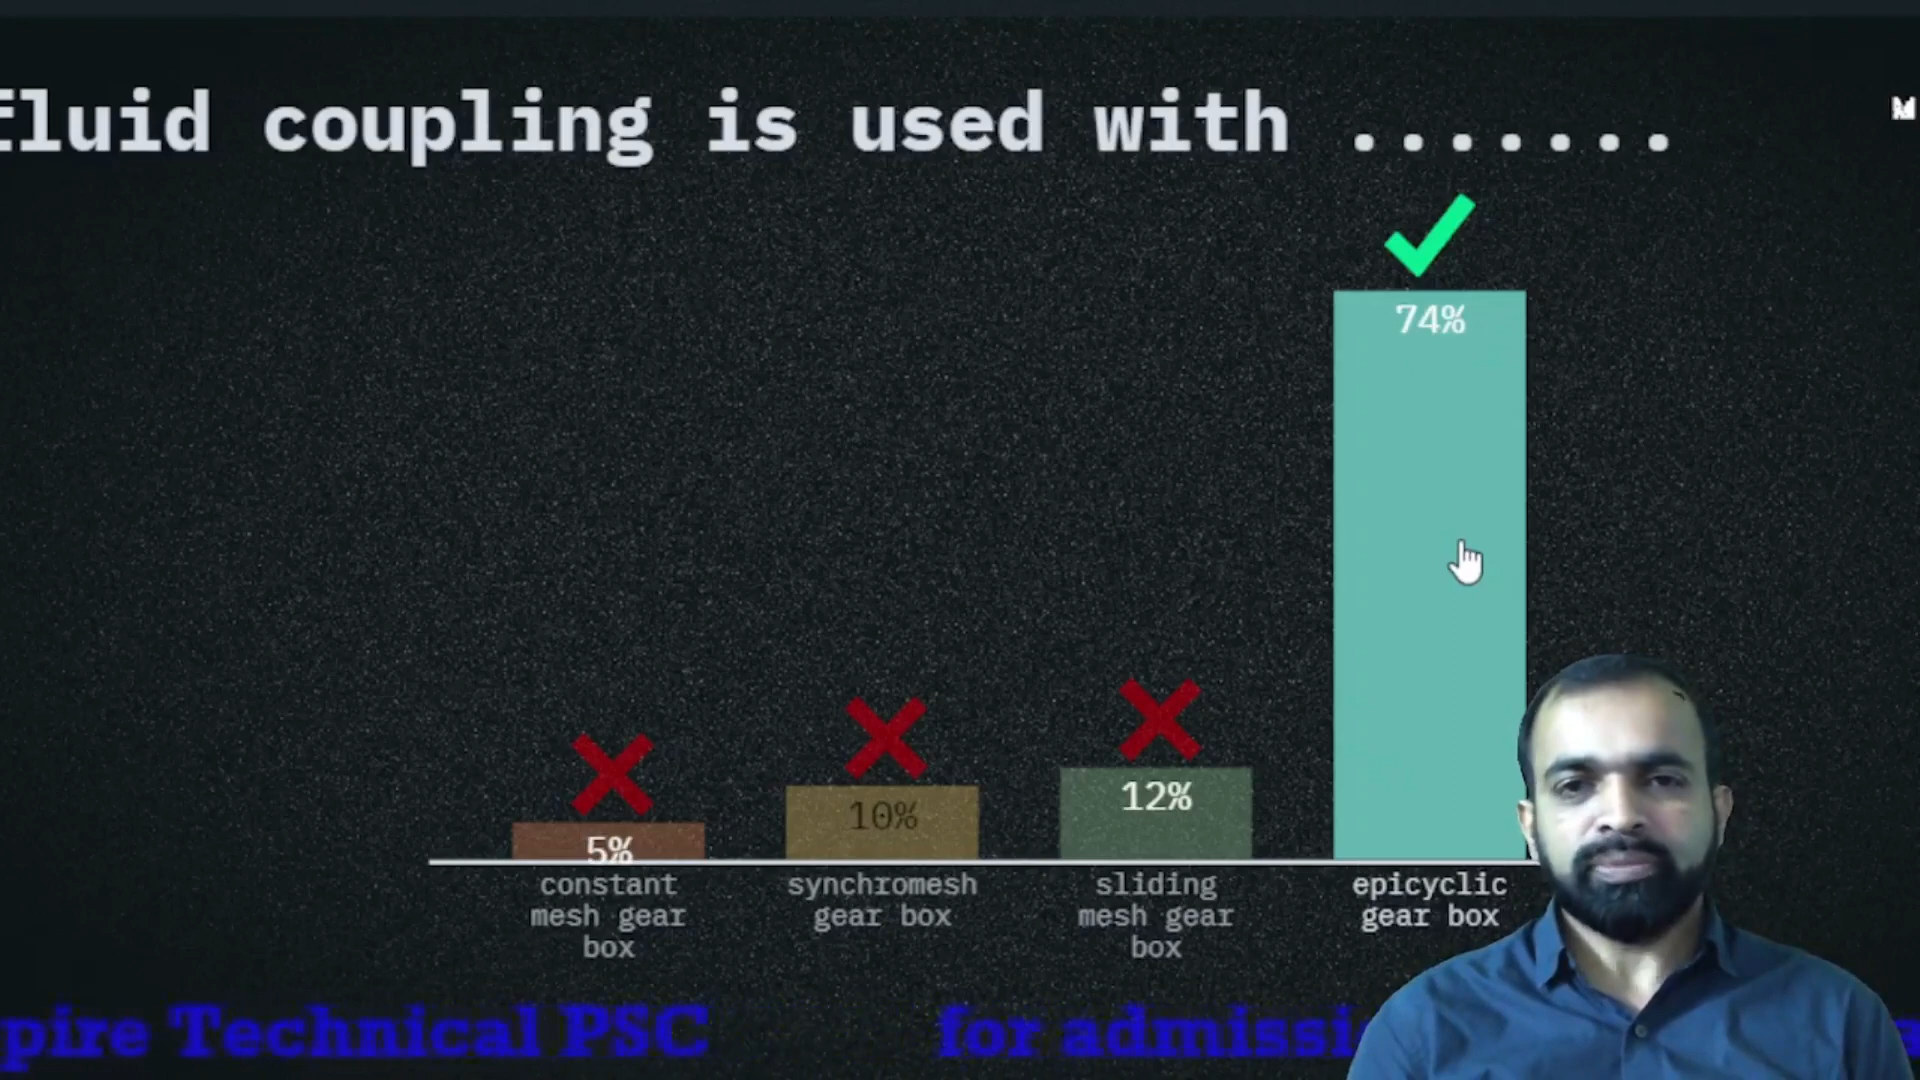 fluid coupling is used with .......
74%
12%
10%
5%
constant mesh gear box
synchromesh gear box
sliding mesh gear box
epicyclic gear box
pire Technical PSC for admissi